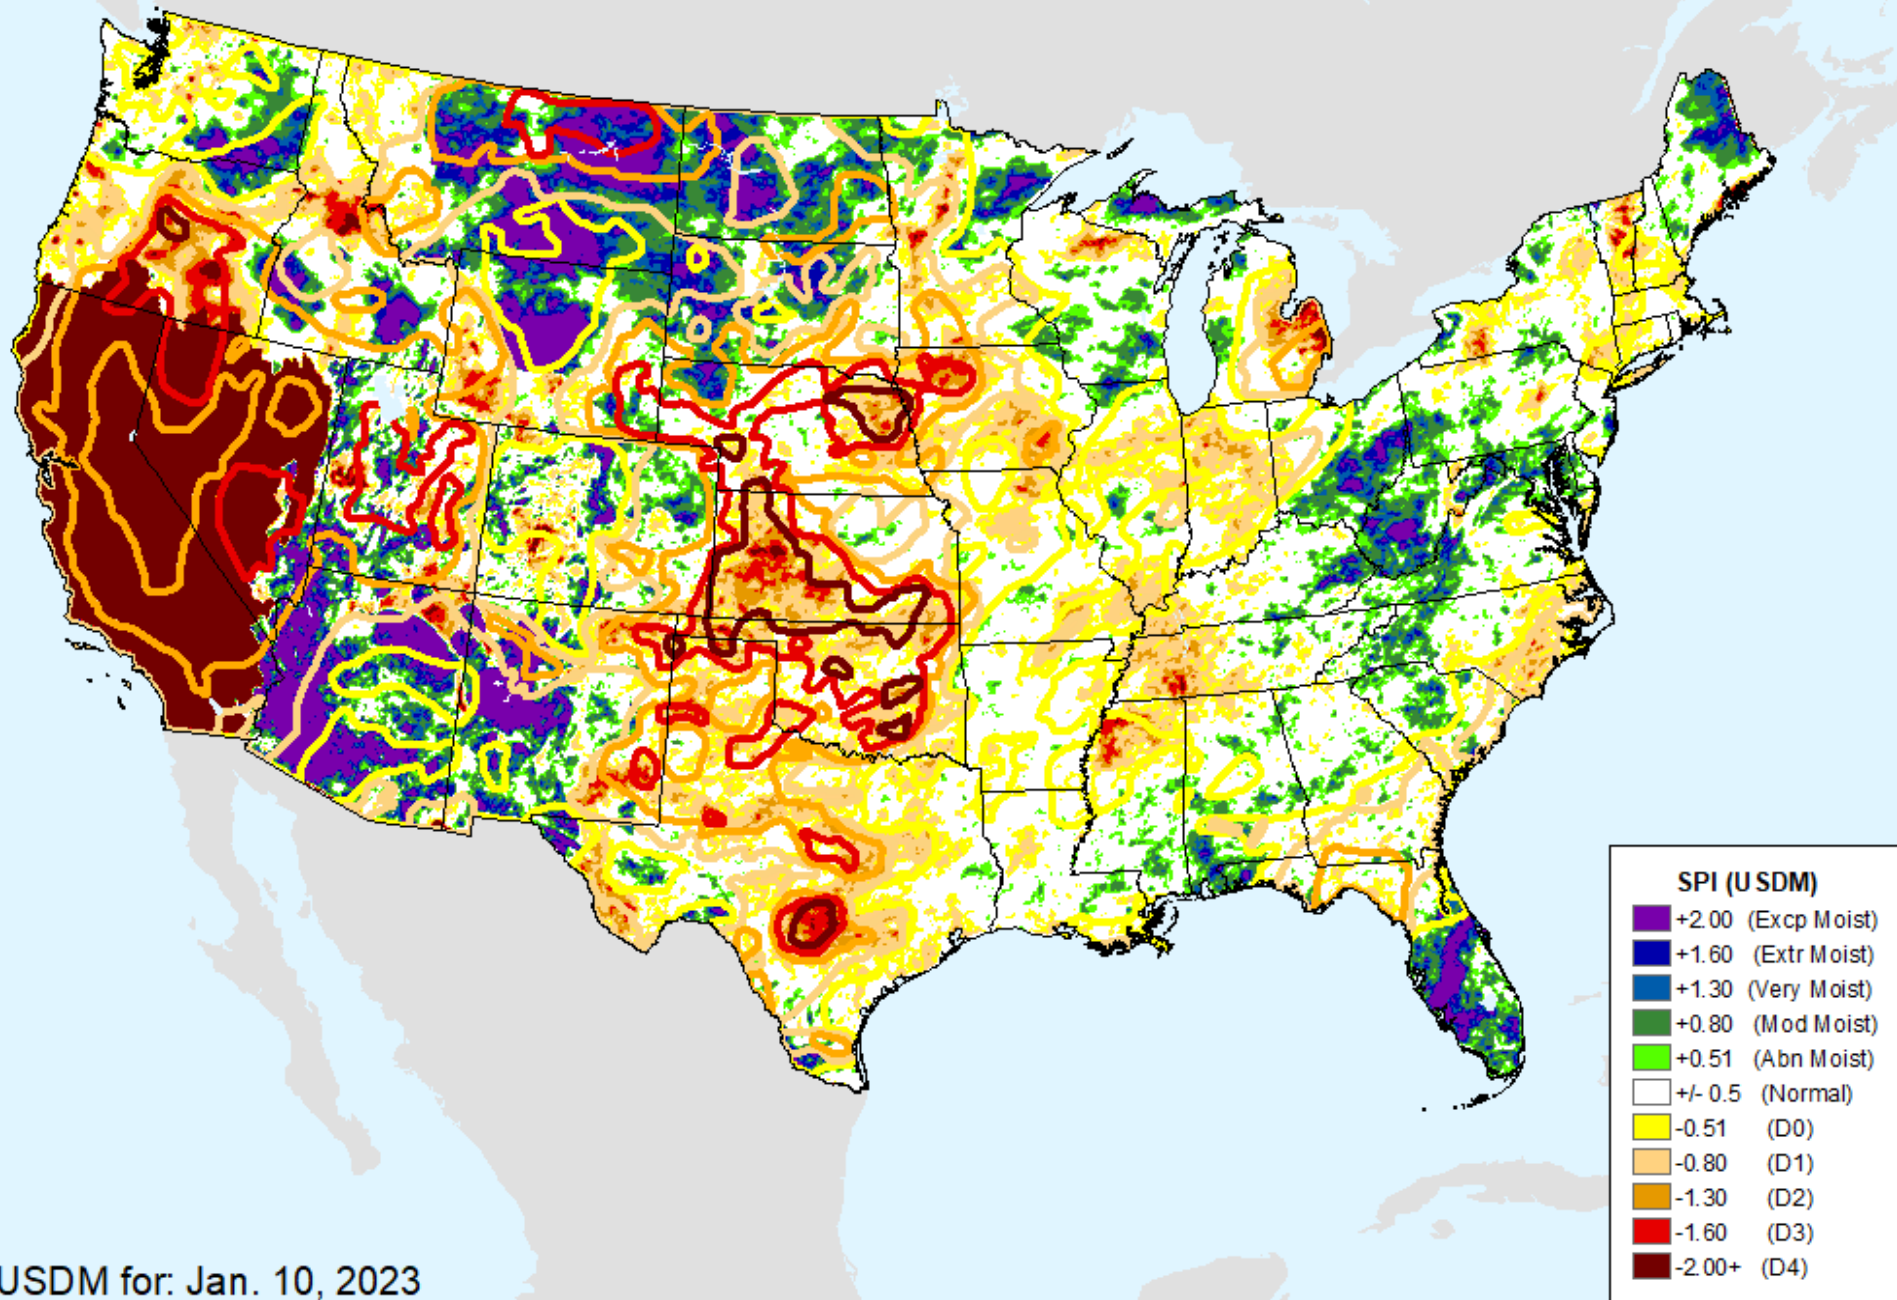 SPI (USDM)
+2.00 (Excp Moist)
+1.60 (Extr Moist)
+1.30 (Very Moist)
+0.80 (Mod Moist)
+0.51 (Abn Moist)
+/- 0.5 (Normal)
-0.51 (D0)
-0.80 (D1)
-1.30 (D2)
-1.60 (D3)
-2.00+ (D4)
USDM for: Jan. 10, 2023